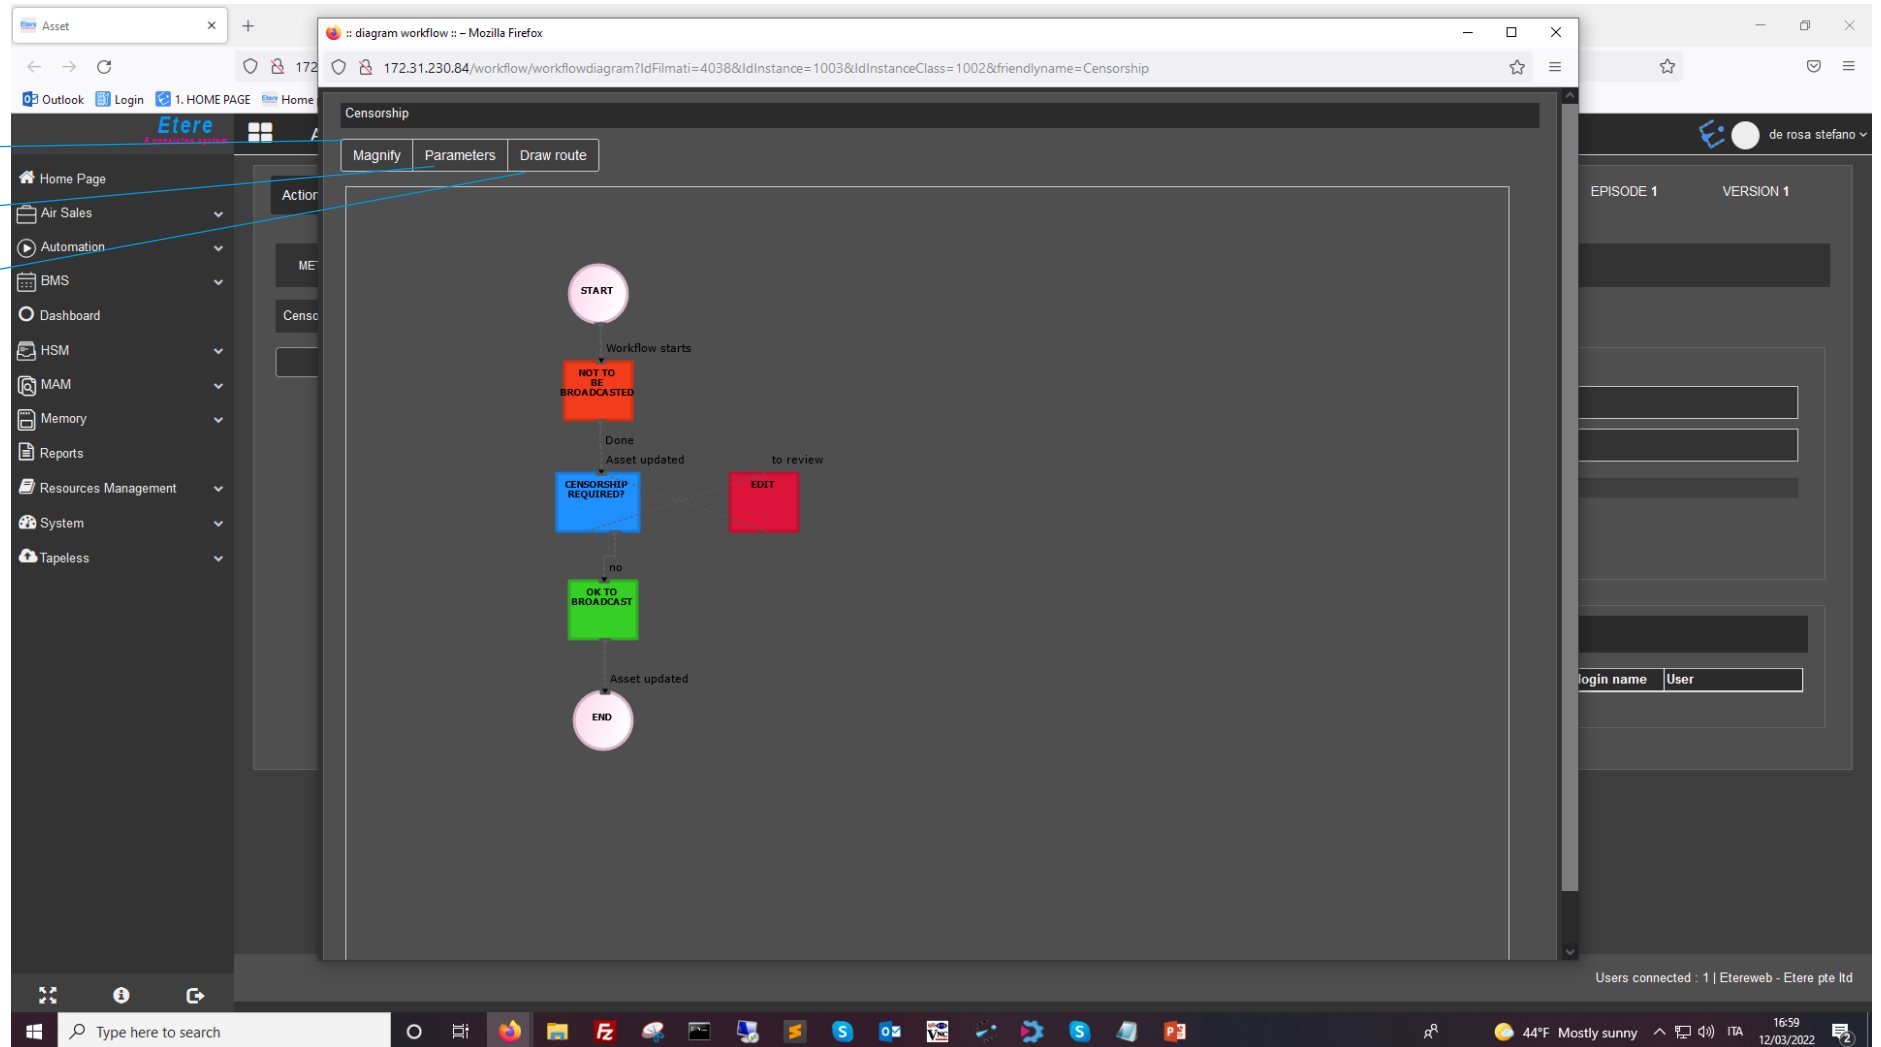 Asset
:: diagram workflow :: – Mozilla Firefox
172
172.31.230.84/workflow/workflowdiagram?IdFilmati=4038&IdInstance=1003&IdInstanceClass=1002&friendlyname=Censorship
Outlook
Login
1. HOME PAGE
Home
Etere
A consistent system
de rosa stefano
Home Page
Air Sales
Automation
BMS
Dashboard
HSM
MAM
Memory
Reports
Resources Management
System
Tapeless
Action
ME
Censo
Censorship
Magnify
Parameters
Draw route
START
Workflow starts
NOT TO
BE
BROADCASTED
Done
Asset updated
to review
CENSORSHIP
REQUIRED?
EDIT
no
OK TO
BROADCAST
Asset updated
END
EPISODE 1
VERSION 1
login name
User
Users connected : 1 | Etereweb - Etere pte ltd
Type here to search
44°F Mostly sunny
ITA
16:59
12/03/2022
2